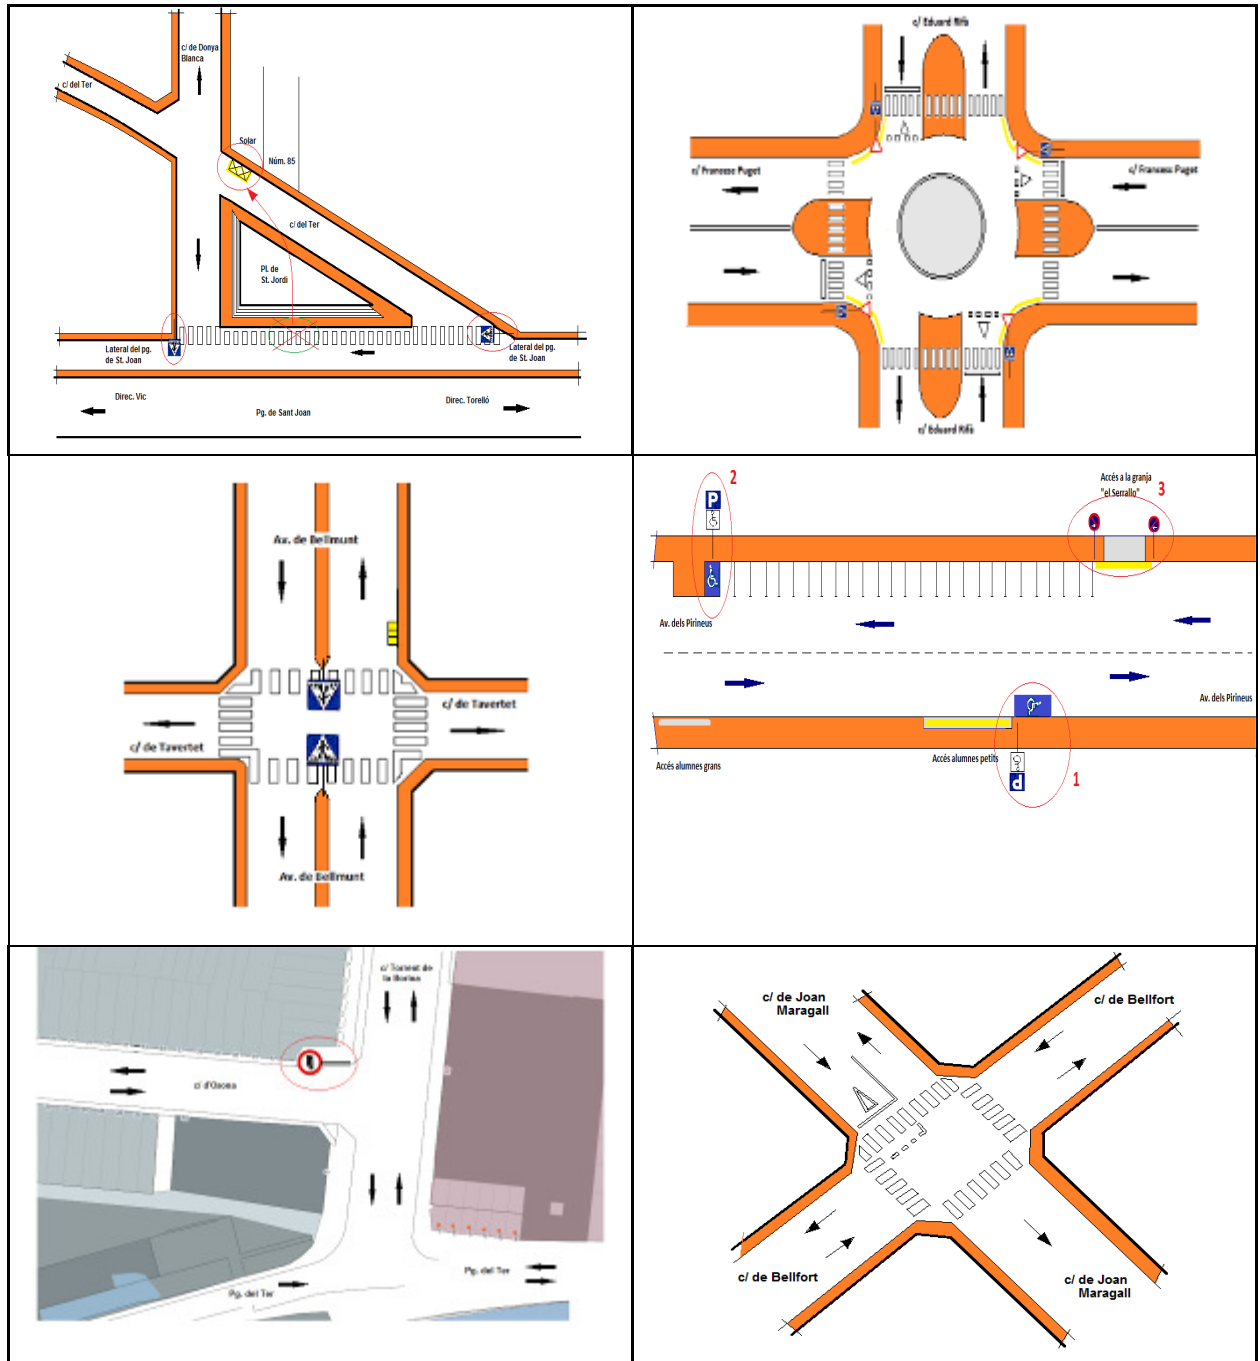 c/ de Donya
Blanca
c/ del Ter
Solar
Núm. 85
c/ del Ter
Pl. de
St. Jordi
Lateral del pg.
de St. Joan
Lateral del pg.
de St. Joan
Direc. Vic
Pg. de Sant Joan
Direc. Torelló
c/ Eduard Rifà
c/ Francesc Puget
c/ Francesc Puget
c/ Eduard Rifà
Av. de Bellmunt
c/ de Tavertet
c/ de Tavertet
Av. de Bellmunt
2
P
Accés a la granja
"el Serrallo"
3
Av. dels Pirineus
Av. dels Pirineus
Accés alumnes grans
Accés alumnes petits
P
1
c/ Torrent de
la Borina
c/ d'Osona
Pg. del Ter
Pg. del Ter
c/ de Joan
Maragall
c/ de Bellfort
c/ de Bellfort
c/ de Joan
Maragall